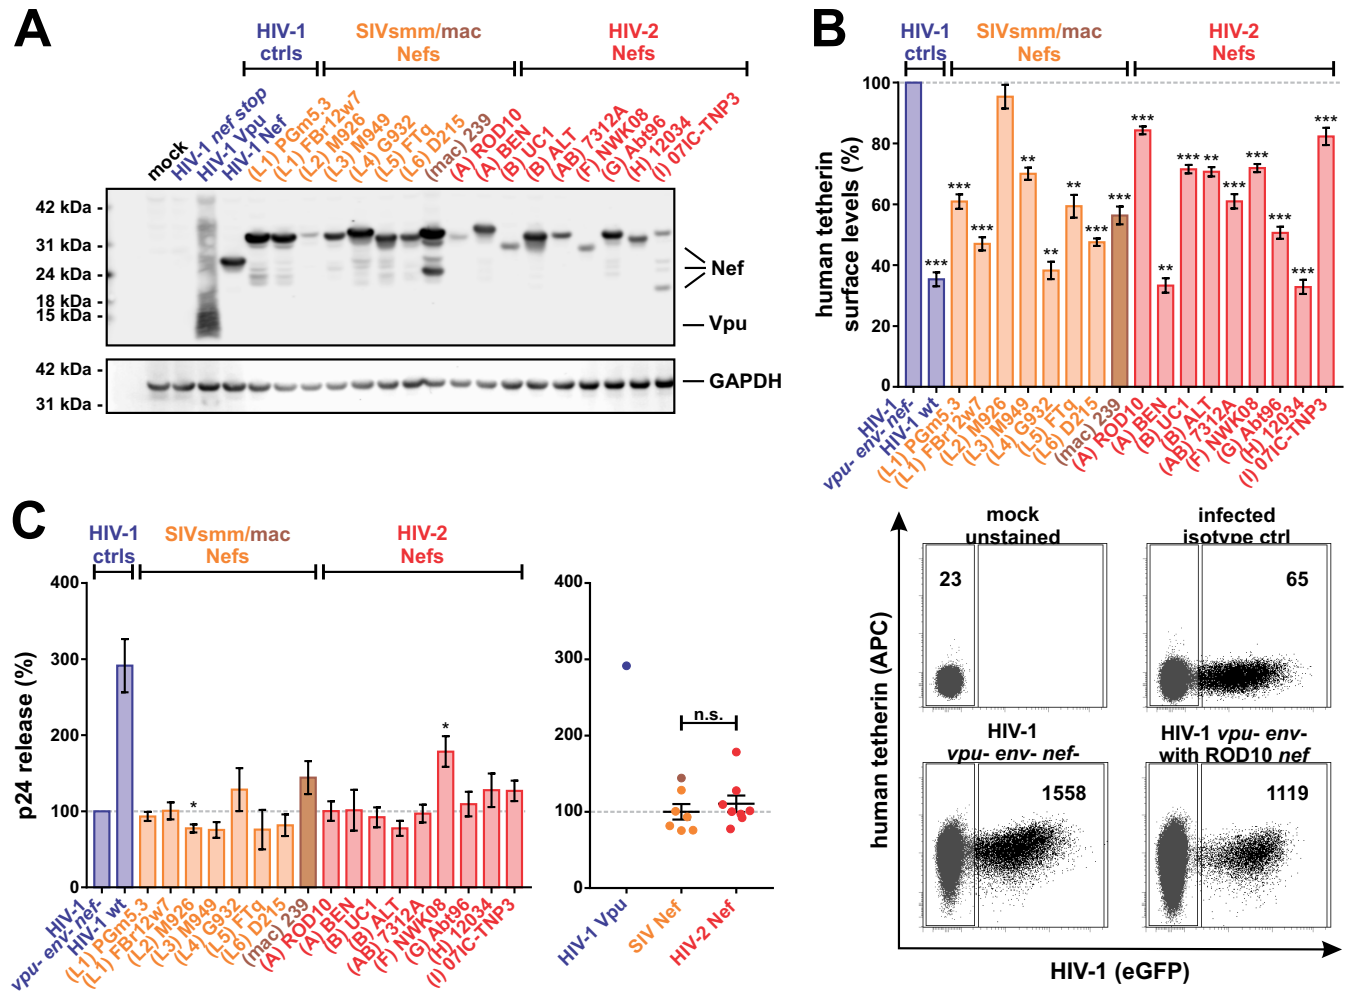 A
HIV-1
ctrls
SIVsmm/mac
Nefs
HIV-2
Nefs
mock
HIV-1 nef stop
HIV-1 Vpu
HIV-1 Nef
(L1) PGm5.3
(L1) FBr12w7
(L2) M926
(L3) M949
(L4) G932
(L5) FTq
(L6) D215
(mac) 239
(A) ROD10
(A) BEN
(B) UC1
(B) ALT
(AB) 7312A
(F) NWK08
(G) Abt96
(H) 12034
(I) 07IC-TNP3
42 kDa -
31 kDa -
24 kDa -
18 kDa -
15 kDa -
Nef
Vpu
42 kDa -
31 kDa -
GAPDH
B
HIV-1
ctrls
SIVsmm/mac
Nefs
HIV-2
Nefs
human tetherin
surface levels (%)
100
80
60
40
20
0
***
***
***
**
**
**
***
***
***
**
***
**
***
***
***
***
***
HIV-1
vpu- env- nef-
HIV-1 wt
(L1) PGm5.3
(L1) FBr12w7
(L2) M926
(L3) M949
(L4) G932
(L5) FTq
(L6) D215
(mac) 239
(A) ROD10
(A) BEN
(B) UC1
(B) ALT
(AB) 7312A
(F) NWK08
(G) Abt96
(H) 12034
(I) 07IC-TNP3
human tetherin (APC)
mock
unstained
23
infected
isotype ctrl
65
HIV-1
vpu- env- nef-
1558
HIV-1 vpu- env-
with ROD10 nef
1119
HIV-1 (eGFP)
C
HIV-1
ctrls
SIVsmm/mac
Nefs
HIV-2
Nefs
p24 release (%)
400
300
200
100
0
*
*
HIV-1
vpu- env- nef-
HIV-1 wt
(L1) PGm5.3
(L1) FBr12w7
(L2) M926
(L3) M949
(L4) G932
(L5) FTq
(L6) D215
(mac) 239
(A) ROD10
(A) BEN
(B) UC1
(B) ALT
(AB) 7312A
(F) NWK08
(G) Abt96
(H) 12034
(I) 07IC-TNP3
400
300
200
100
0
n.s.
HIV-1 Vpu
SIV Nef
HIV-2 Nef